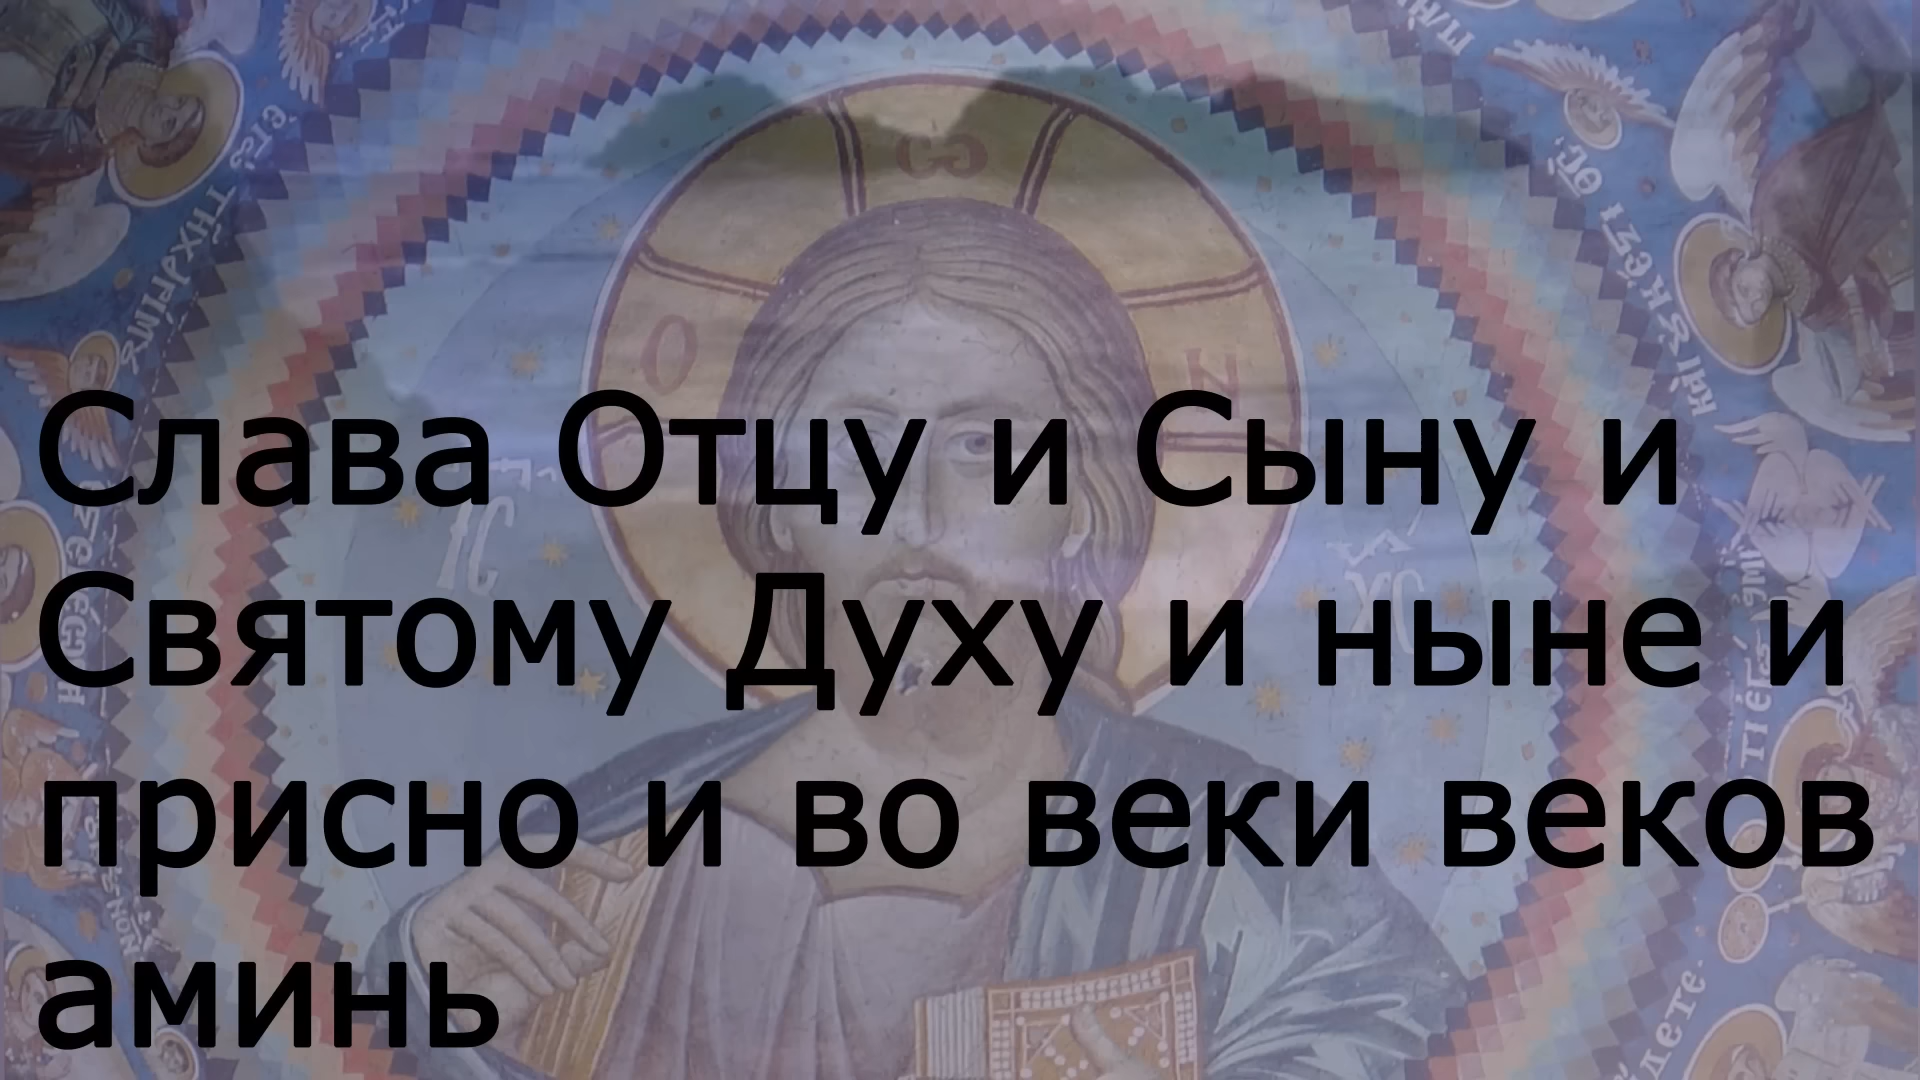 Слава Отцу и Сыну и
Святому Духу и ныне и
присно и во веки веков
аминь